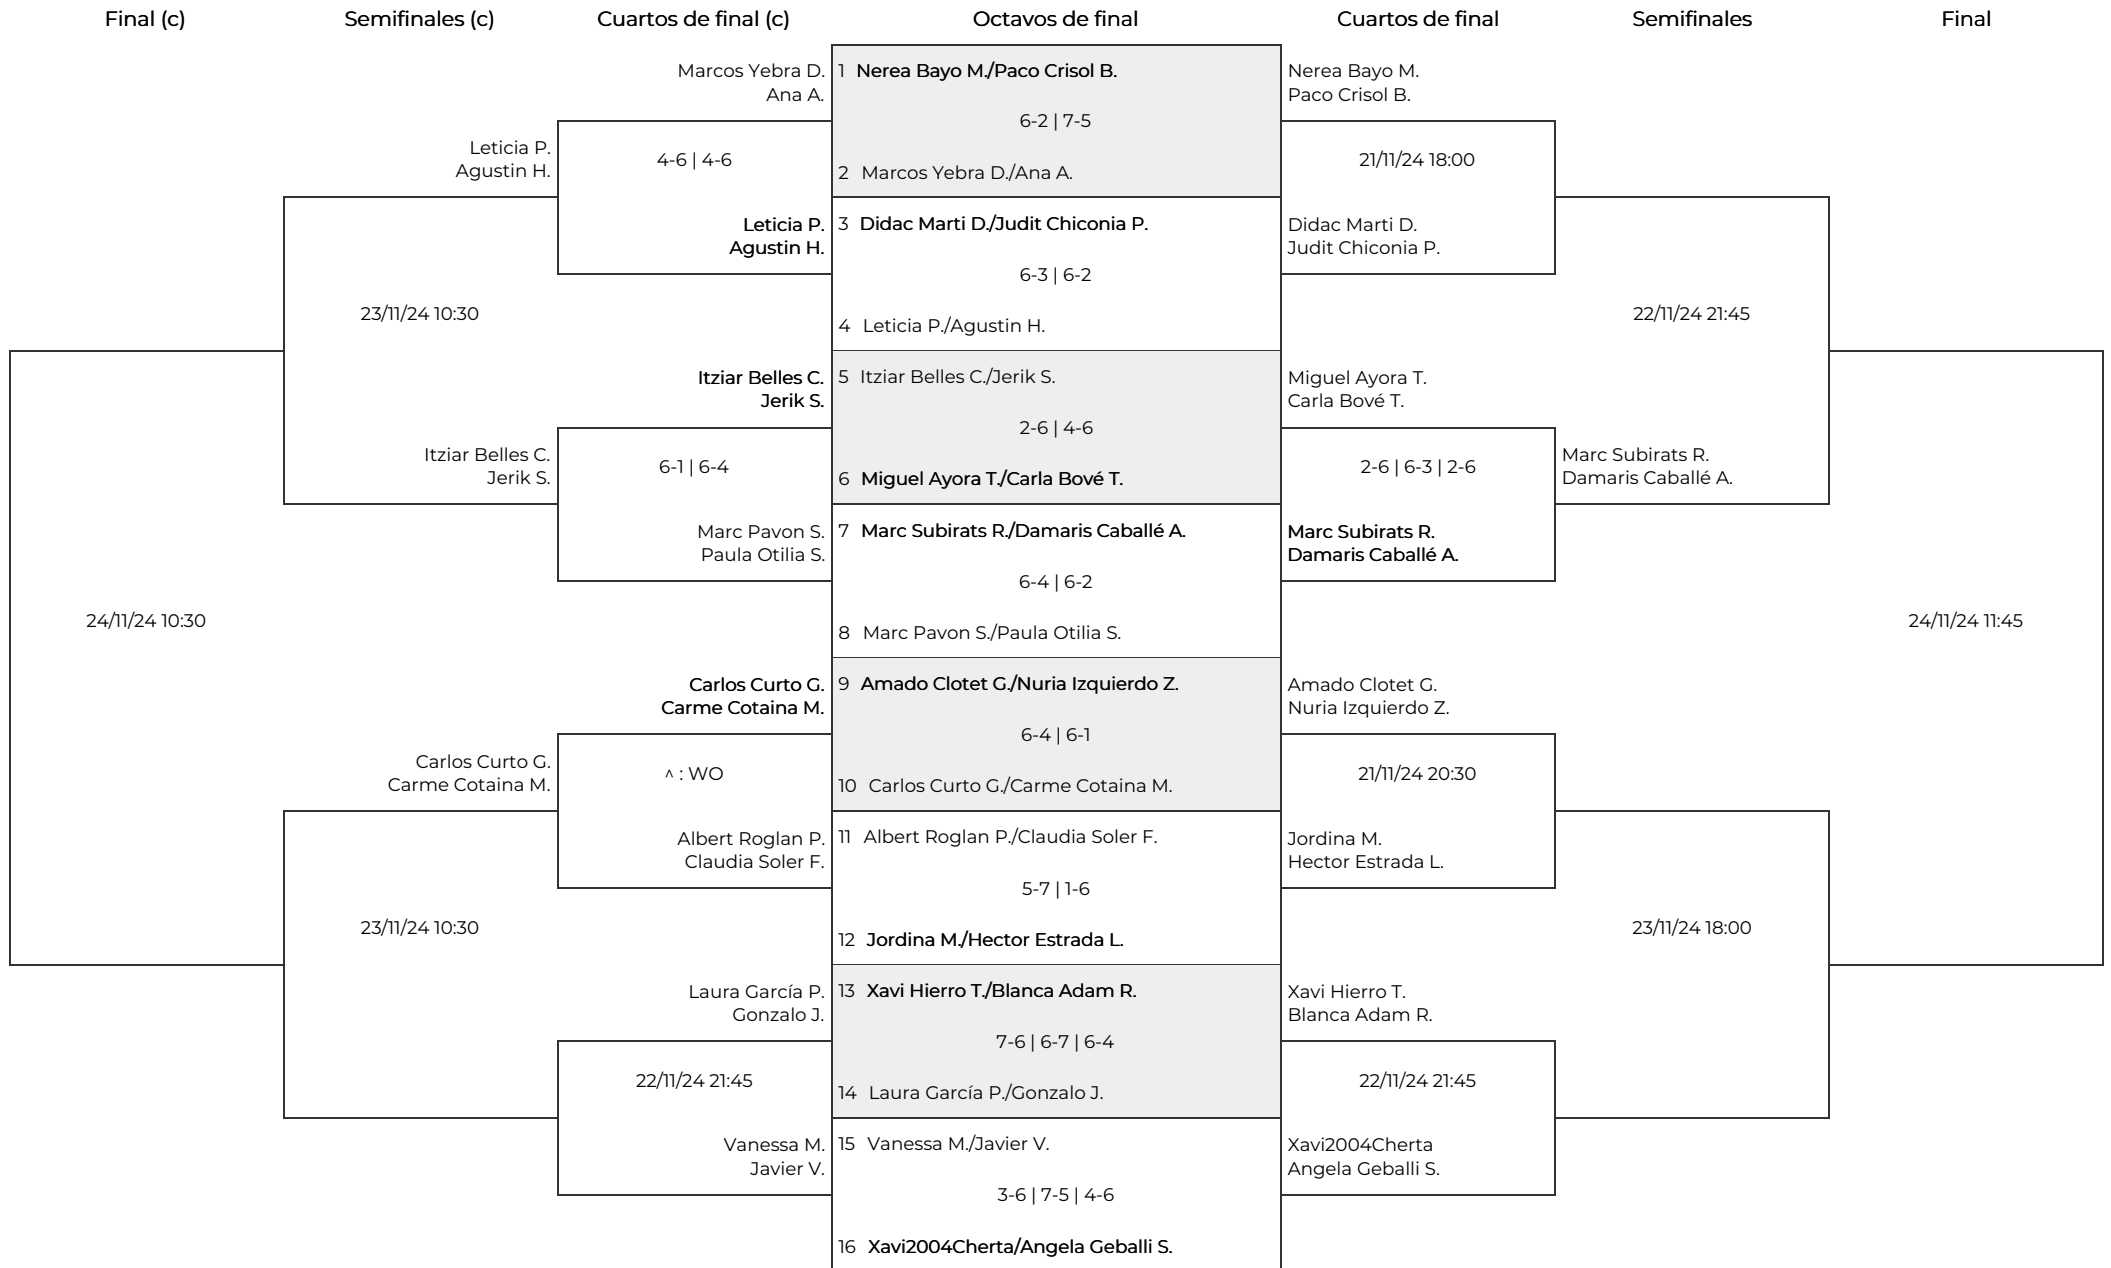 Final (c) Semifinales (c) Cuartos de final (c) Octavos de final Cuartos de final Semifinales Final
Marcos Yebra D. 1 Nerea Bayo M./Paco Crisol B. Nerea Bayo M.
Ana A. Paco Crisol B.
6-2 | 7-5
Leticia P. 4-6 | 4-6 21/11/24 18:00
Agustin H. 2 Marcos Yebra D./Ana A.
Leticia P. 3 Didac Marti D./Judit Chiconia P. Didac Marti D.
Agustin H. Judit Chiconia P.
6-3 | 6-2
23/11/24 10:30 22/11/24 21:45
4 Leticia P./Agustin H.
Itziar Belles C. 5 Itziar Belles C./Jerik S. Miguel Ayora T.
Jerik S. Carla Bové T.
2-6 | 4-6
Itziar Belles C. 6-1 | 6-4 2-6 | 6-3 | 2-6 Marc Subirats R.
Jerik S. 6 Miguel Ayora T./Carla Bové T. Damaris Caballé A.
Marc Pavon S. 7 Marc Subirats R./Damaris Caballé A. Marc Subirats R.
Paula Otilia S. Damaris Caballé A.
6-4 | 6-2
24/11/24 10:30 24/11/24 11:45
8 Marc Pavon S./Paula Otilia S.
Carlos Curto G. 9 Amado Clotet G./Nuria Izquierdo Z. Amado Clotet G.
Carme Cotaina M. Nuria Izquierdo Z.
6-4 | 6-1
Carlos Curto G. ^ : WO 21/11/24 20:30
Carme Cotaina M. 10 Carlos Curto G./Carme Cotaina M.
Albert Roglan P. 11 Albert Roglan P./Claudia Soler F. Jordina M.
Claudia Soler F. Hector Estrada L.
5-7 | 1-6
23/11/24 10:30 23/11/24 18:00
12 Jordina M./Hector Estrada L.
Laura García P. 13 Xavi Hierro T./Blanca Adam R. Xavi Hierro T.
Gonzalo J. Blanca Adam R.
7-6 | 6-7 | 6-4
22/11/24 21:45 22/11/24 21:45
14 Laura García P./Gonzalo J.
Vanessa M. 15 Vanessa M./Javier V. Xavi2004Cherta
Javier V. Angela Geballi S.
3-6 | 7-5 | 4-6
16 Xavi2004Cherta/Angela Geballi S.